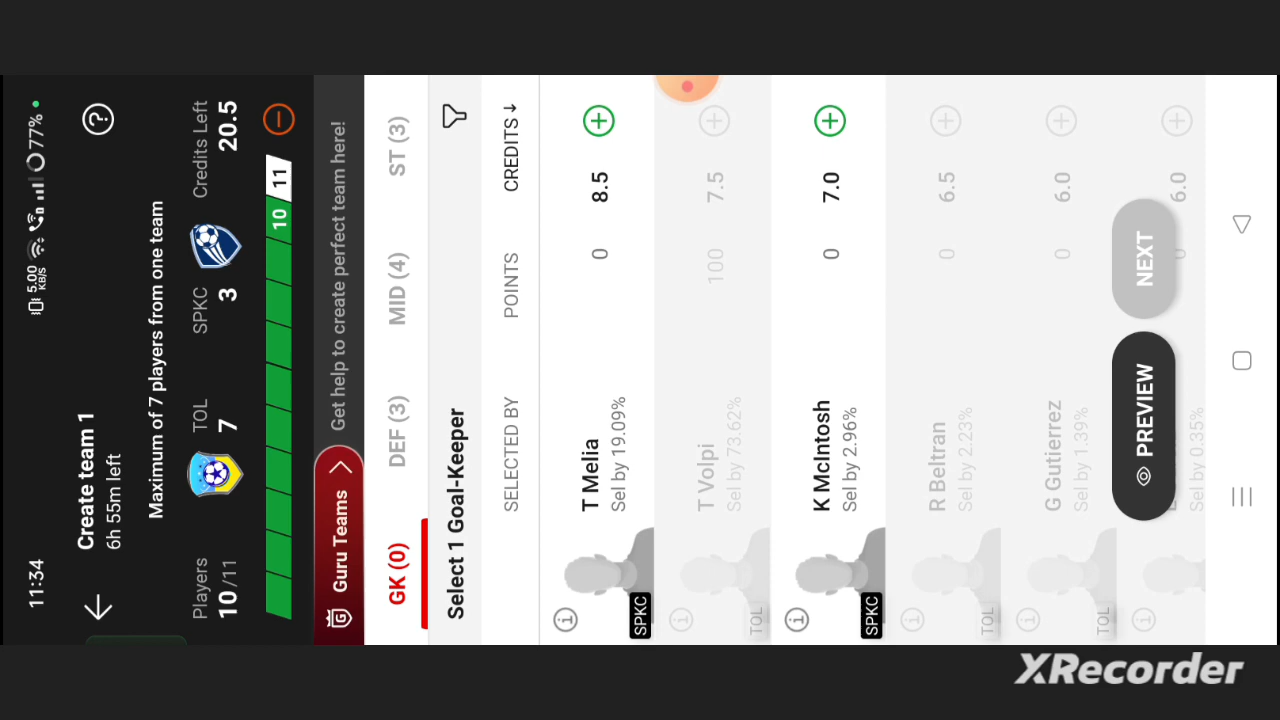 11:34
5.00 KB/S
77%
Create team 1
6h 55m left
?
Maximum of 7 players from one team
Players
10/11
TOL
7
SPKC
3
Credits Left
20.5
10 11
Guru Teams
Get help to create perfect team here!
GK (0) DEF (3) MID (4) ST (3)
Select 1 Goal-Keeper
SELECTED BY POINTS CREDITS
T Melia
Sel by 19.09%
0 8.5
SPKC
T Volpi
Sel by 73.62%
100 7.5
TOL
K McIntosh
Sel by 2.96%
0 7.0
SPKC
R Beltran
Sel by 2.23%
0 6.5
TOL
G Gutierrez
Sel by 1.39%
0 6.0
TOL
Sel by 0.35%
6.0
PREVIEW
NEXT
XRecorder